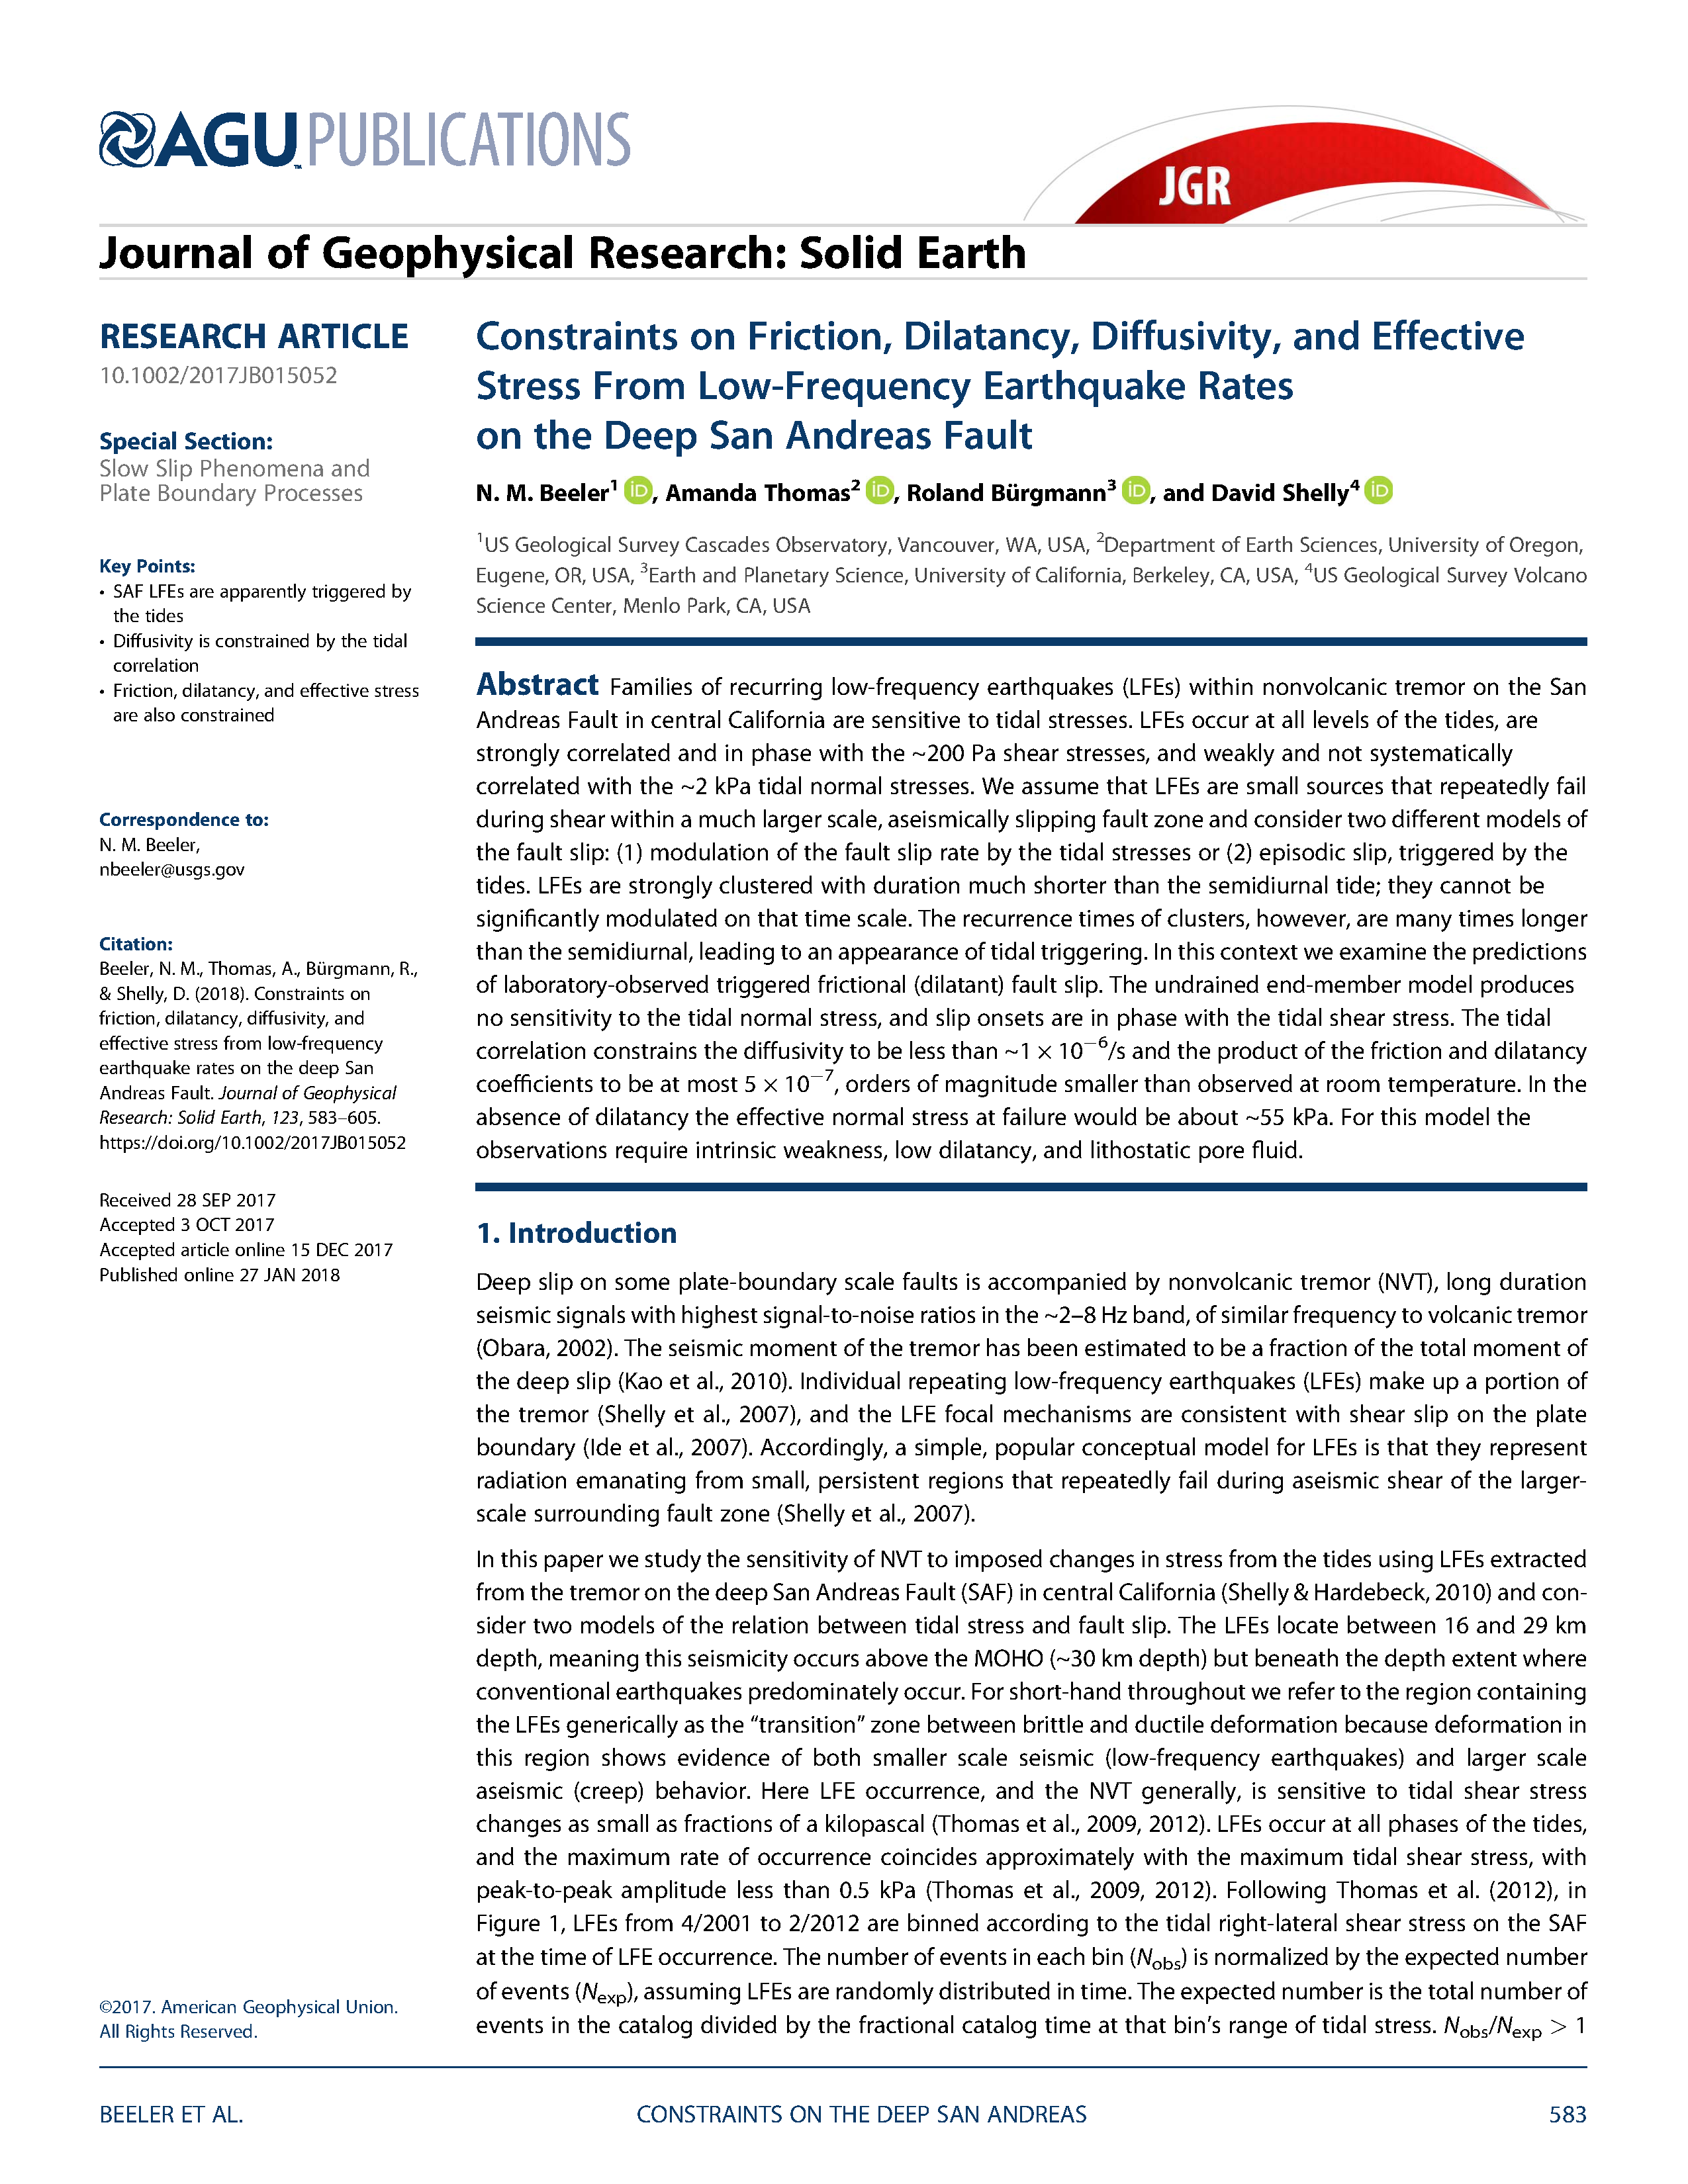 AGU PUBLICATIONS
JGR
Journal of Geophysical Research: Solid Earth
RESEARCH ARTICLE
10.1002/2017JB015052
Special Section:
Slow Slip Phenomena and
Plate Boundary Processes
Key Points:
• SAF LFEs are apparently triggered by
the tides
• Diffusivity is constrained by the tidal
correlation
• Friction, dilatancy, and effective stress
are also constrained
Correspondence to:
N. M. Beeler,
nbeeler@usgs.gov
Citation:
Beeler, N. M., Thomas, A., Bürgmann, R.,
& Shelly, D. (2018). Constraints on
friction, dilatancy, diffusivity, and
effective stress from low-frequency
earthquake rates on the deep San
Andreas Fault. Journal of Geophysical
Research: Solid Earth, 123, 583–605.
https://doi.org/10.1002/2017JB015052
Received 28 SEP 2017
Accepted 3 OCT 2017
Accepted article online 15 DEC 2017
Published online 27 JAN 2018
©2017. American Geophysical Union.
All Rights Reserved.
Constraints on Friction, Dilatancy, Diffusivity, and Effective
Stress From Low-Frequency Earthquake Rates
on the Deep San Andreas Fault
N. M. Beeler¹ iD, Amanda Thomas² iD, Roland Bürgmann³ iD, and David Shelly⁴ iD
¹US Geological Survey Cascades Observatory, Vancouver, WA, USA, ²Department of Earth Sciences, University of Oregon,
Eugene, OR, USA, ³Earth and Planetary Science, University of California, Berkeley, CA, USA, ⁴US Geological Survey Volcano
Science Center, Menlo Park, CA, USA
Abstract Families of recurring low-frequency earthquakes (LFEs) within nonvolcanic tremor on the San
Andreas Fault in central California are sensitive to tidal stresses. LFEs occur at all levels of the tides, are
strongly correlated and in phase with the ~200 Pa shear stresses, and weakly and not systematically
correlated with the ~2 kPa tidal normal stresses. We assume that LFEs are small sources that repeatedly fail
during shear within a much larger scale, aseismically slipping fault zone and consider two different models of
the fault slip: (1) modulation of the fault slip rate by the tidal stresses or (2) episodic slip, triggered by the
tides. LFEs are strongly clustered with duration much shorter than the semidiurnal tide; they cannot be
significantly modulated on that time scale. The recurrence times of clusters, however, are many times longer
than the semidiurnal, leading to an appearance of tidal triggering. In this context we examine the predictions
of laboratory-observed triggered frictional (dilatant) fault slip. The undrained end-member model produces
no sensitivity to the tidal normal stress, and slip onsets are in phase with the tidal shear stress. The tidal
correlation constrains the diffusivity to be less than ~1 × 10⁻⁶/s and the product of the friction and dilatancy
coefficients to be at most 5 × 10⁻⁷, orders of magnitude smaller than observed at room temperature. In the
absence of dilatancy the effective normal stress at failure would be about ~55 kPa. For this model the
observations require intrinsic weakness, low dilatancy, and lithostatic pore fluid.
1. Introduction
Deep slip on some plate-boundary scale faults is accompanied by nonvolcanic tremor (NVT), long duration
seismic signals with highest signal-to-noise ratios in the ~2–8 Hz band, of similar frequency to volcanic tremor
(Obara, 2002). The seismic moment of the tremor has been estimated to be a fraction of the total moment of
the deep slip (Kao et al., 2010). Individual repeating low-frequency earthquakes (LFEs) make up a portion of
the tremor (Shelly et al., 2007), and the LFE focal mechanisms are consistent with shear slip on the plate
boundary (Ide et al., 2007). Accordingly, a simple, popular conceptual model for LFEs is that they represent
radiation emanating from small, persistent regions that repeatedly fail during aseismic shear of the larger-
scale surrounding fault zone (Shelly et al., 2007).
In this paper we study the sensitivity of NVT to imposed changes in stress from the tides using LFEs extracted
from the tremor on the deep San Andreas Fault (SAF) in central California (Shelly & Hardebeck, 2010) and con-
sider two models of the relation between tidal stress and fault slip. The LFEs locate between 16 and 29 km
depth, meaning this seismicity occurs above the MOHO (~30 km depth) but beneath the depth extent where
conventional earthquakes predominately occur. For short-hand throughout we refer to the region containing
the LFEs generically as the “transition” zone between brittle and ductile deformation because deformation in
this region shows evidence of both smaller scale seismic (low-frequency earthquakes) and larger scale
aseismic (creep) behavior. Here LFE occurrence, and the NVT generally, is sensitive to tidal shear stress
changes as small as fractions of a kilopascal (Thomas et al., 2009, 2012). LFEs occur at all phases of the tides,
and the maximum rate of occurrence coincides approximately with the maximum tidal shear stress, with
peak-to-peak amplitude less than 0.5 kPa (Thomas et al., 2009, 2012). Following Thomas et al. (2012), in
Figure 1, LFEs from 4/2001 to 2/2012 are binned according to the tidal right-lateral shear stress on the SAF
at the time of LFE occurrence. The number of events in each bin (Nobs) is normalized by the expected number
of events (Nexp), assuming LFEs are randomly distributed in time. The expected number is the total number of
events in the catalog divided by the fractional catalog time at that bin’s range of tidal stress. Nobs/Nexp > 1
BEELER ET AL.
CONSTRAINTS ON THE DEEP SAN ANDREAS
583